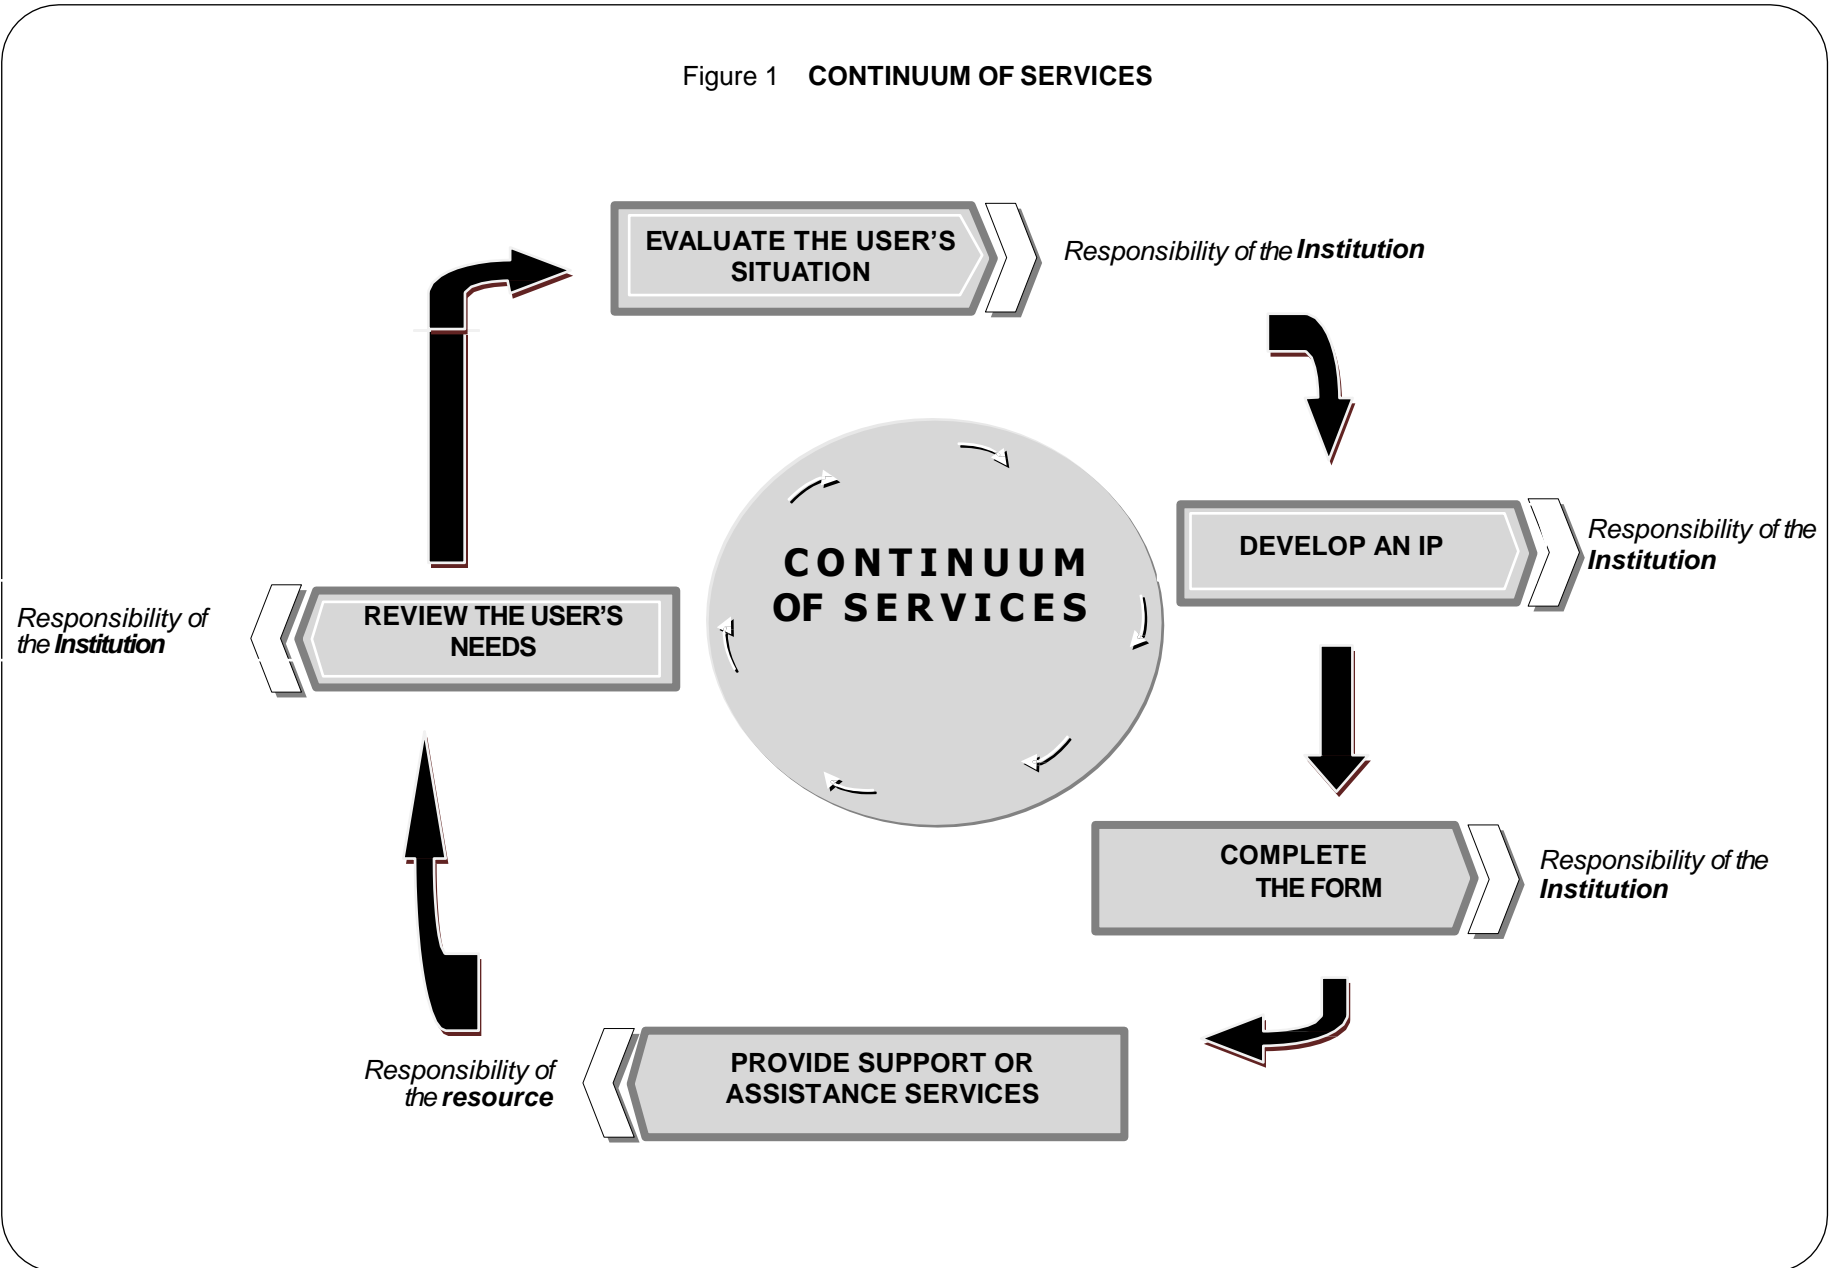 Figure 1 CONTINUUM OF SERVICES
EVALUATE THE USER'S
SITUATION
Responsibility of the Institution
DEVELOP AN IP
Responsibility of the
Institution
COMPLETE
THE FORM
Responsibility of the
Institution
PROVIDE SUPPORT OR
ASSISTANCE SERVICES
Responsibility of
the resource
REVIEW THE USER'S
NEEDS
Responsibility of
the Institution
CONTINUUM
OF SERVICES